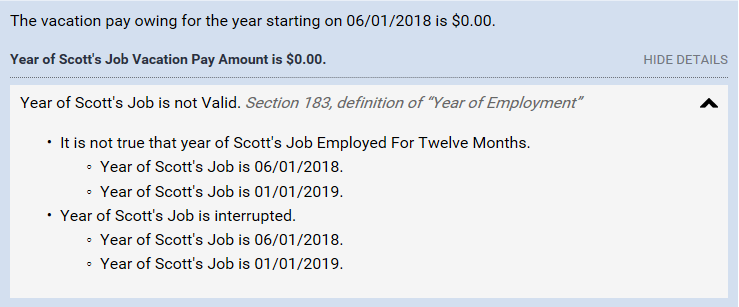 The vacation pay owing for the year starting on 06/01/2018 is $0.00.
Year of Scott's Job Vacation Pay Amount is $0.00.
HIDE DETAILS
Year of Scott's Job is not Valid. Section 183, definition of “Year of Employment”
• It is not true that year of Scott's Job Employed For Twelve Months.
◦ Year of Scott's Job is 06/01/2018.
◦ Year of Scott's Job is 01/01/2019.
• Year of Scott's Job is interrupted.
◦ Year of Scott's Job is 06/01/2018.
◦ Year of Scott's Job is 01/01/2019.